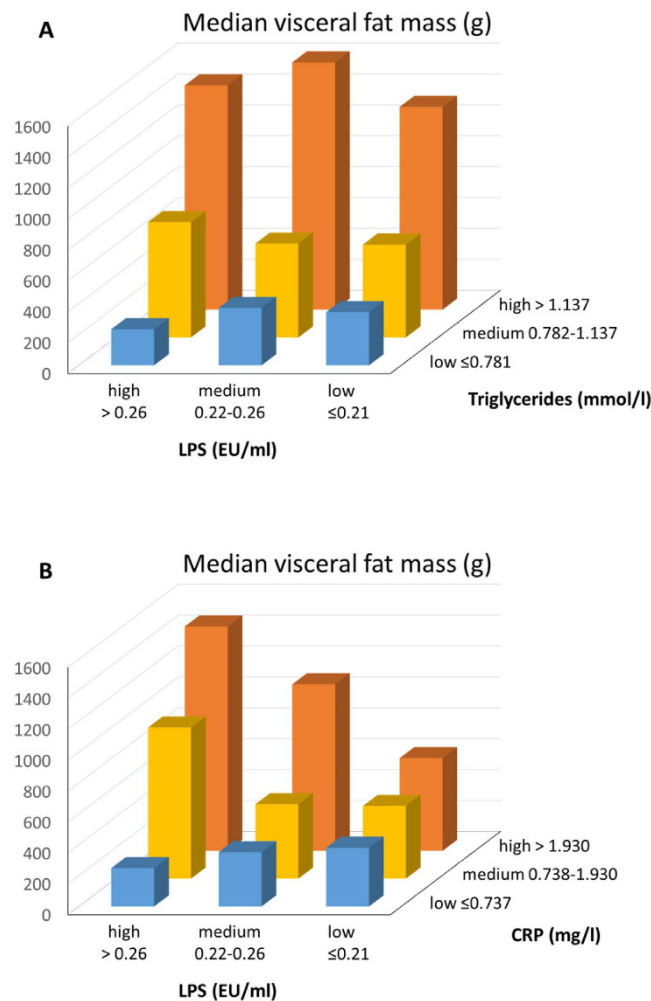 A
Median visceral fat mass (g)
1600
1400
1200
1000
800
600
400
200
0
high > 1.137
medium 0.782-1.137
low ≤0.781
Triglycerides (mmol/l)
high medium low
> 0.26 0.22-0.26 ≤0.21
LPS (EU/ml)
B
Median visceral fat mass (g)
1600
1400
1200
1000
800
600
400
200
0
high > 1.930
medium 0.738-1.930
low ≤0.737
CRP (mg/l)
high medium low
> 0.26 0.22-0.26 ≤0.21
LPS (EU/ml)